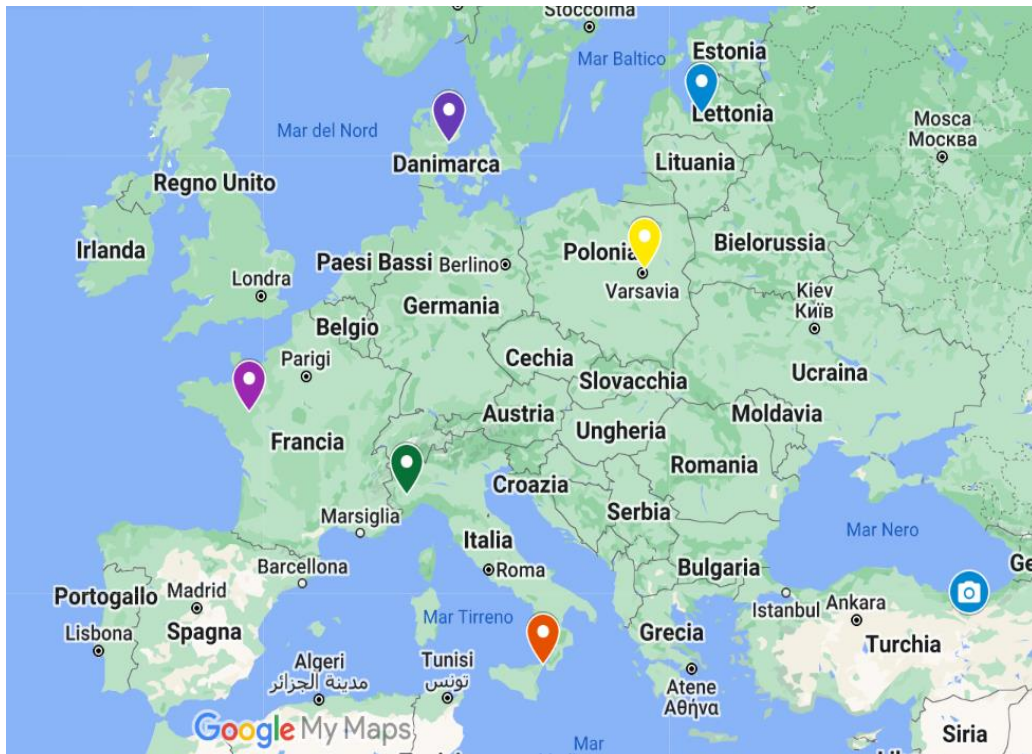 Stoccolma
Mar Baltico
Estonia
Lettonia
Mosca
Москва
Mar del Nord
Danimarca
Lituania
Regno Unito
Irlanda
Paesi Bassi
Berlino
Polonia
Bielorussia
Londra
Varsavia
Kiev
Київ
Germania
Belgio
Parigi
Cechia
Slovacchia
Ucraina
Austria
Moldavia
Francia
Ungheria
Romania
Croazia
Marsiglia
Serbia
Italia
Mar Nero
Barcellona
Roma
Bulgaria
Ge
Portogallo
Madrid
Mar Tirreno
Istanbul
Ankara
Lisbona
Spagna
Grecia
Turchia
Algeri
مدينة الجزائر
Tunisi
تونس
Atene
Αθήνα
Google My Maps
Mar
Siria